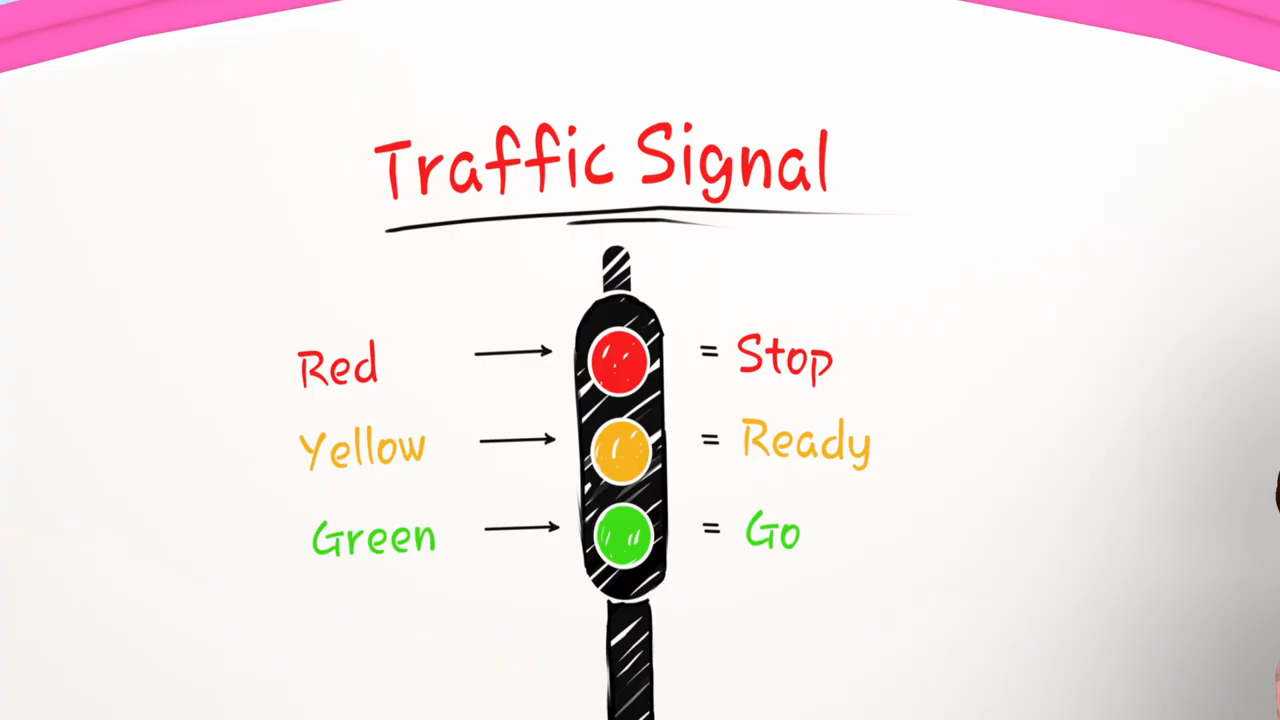 Traffic Signal
Red → = Stop
Yellow → = Ready
Green → = Go